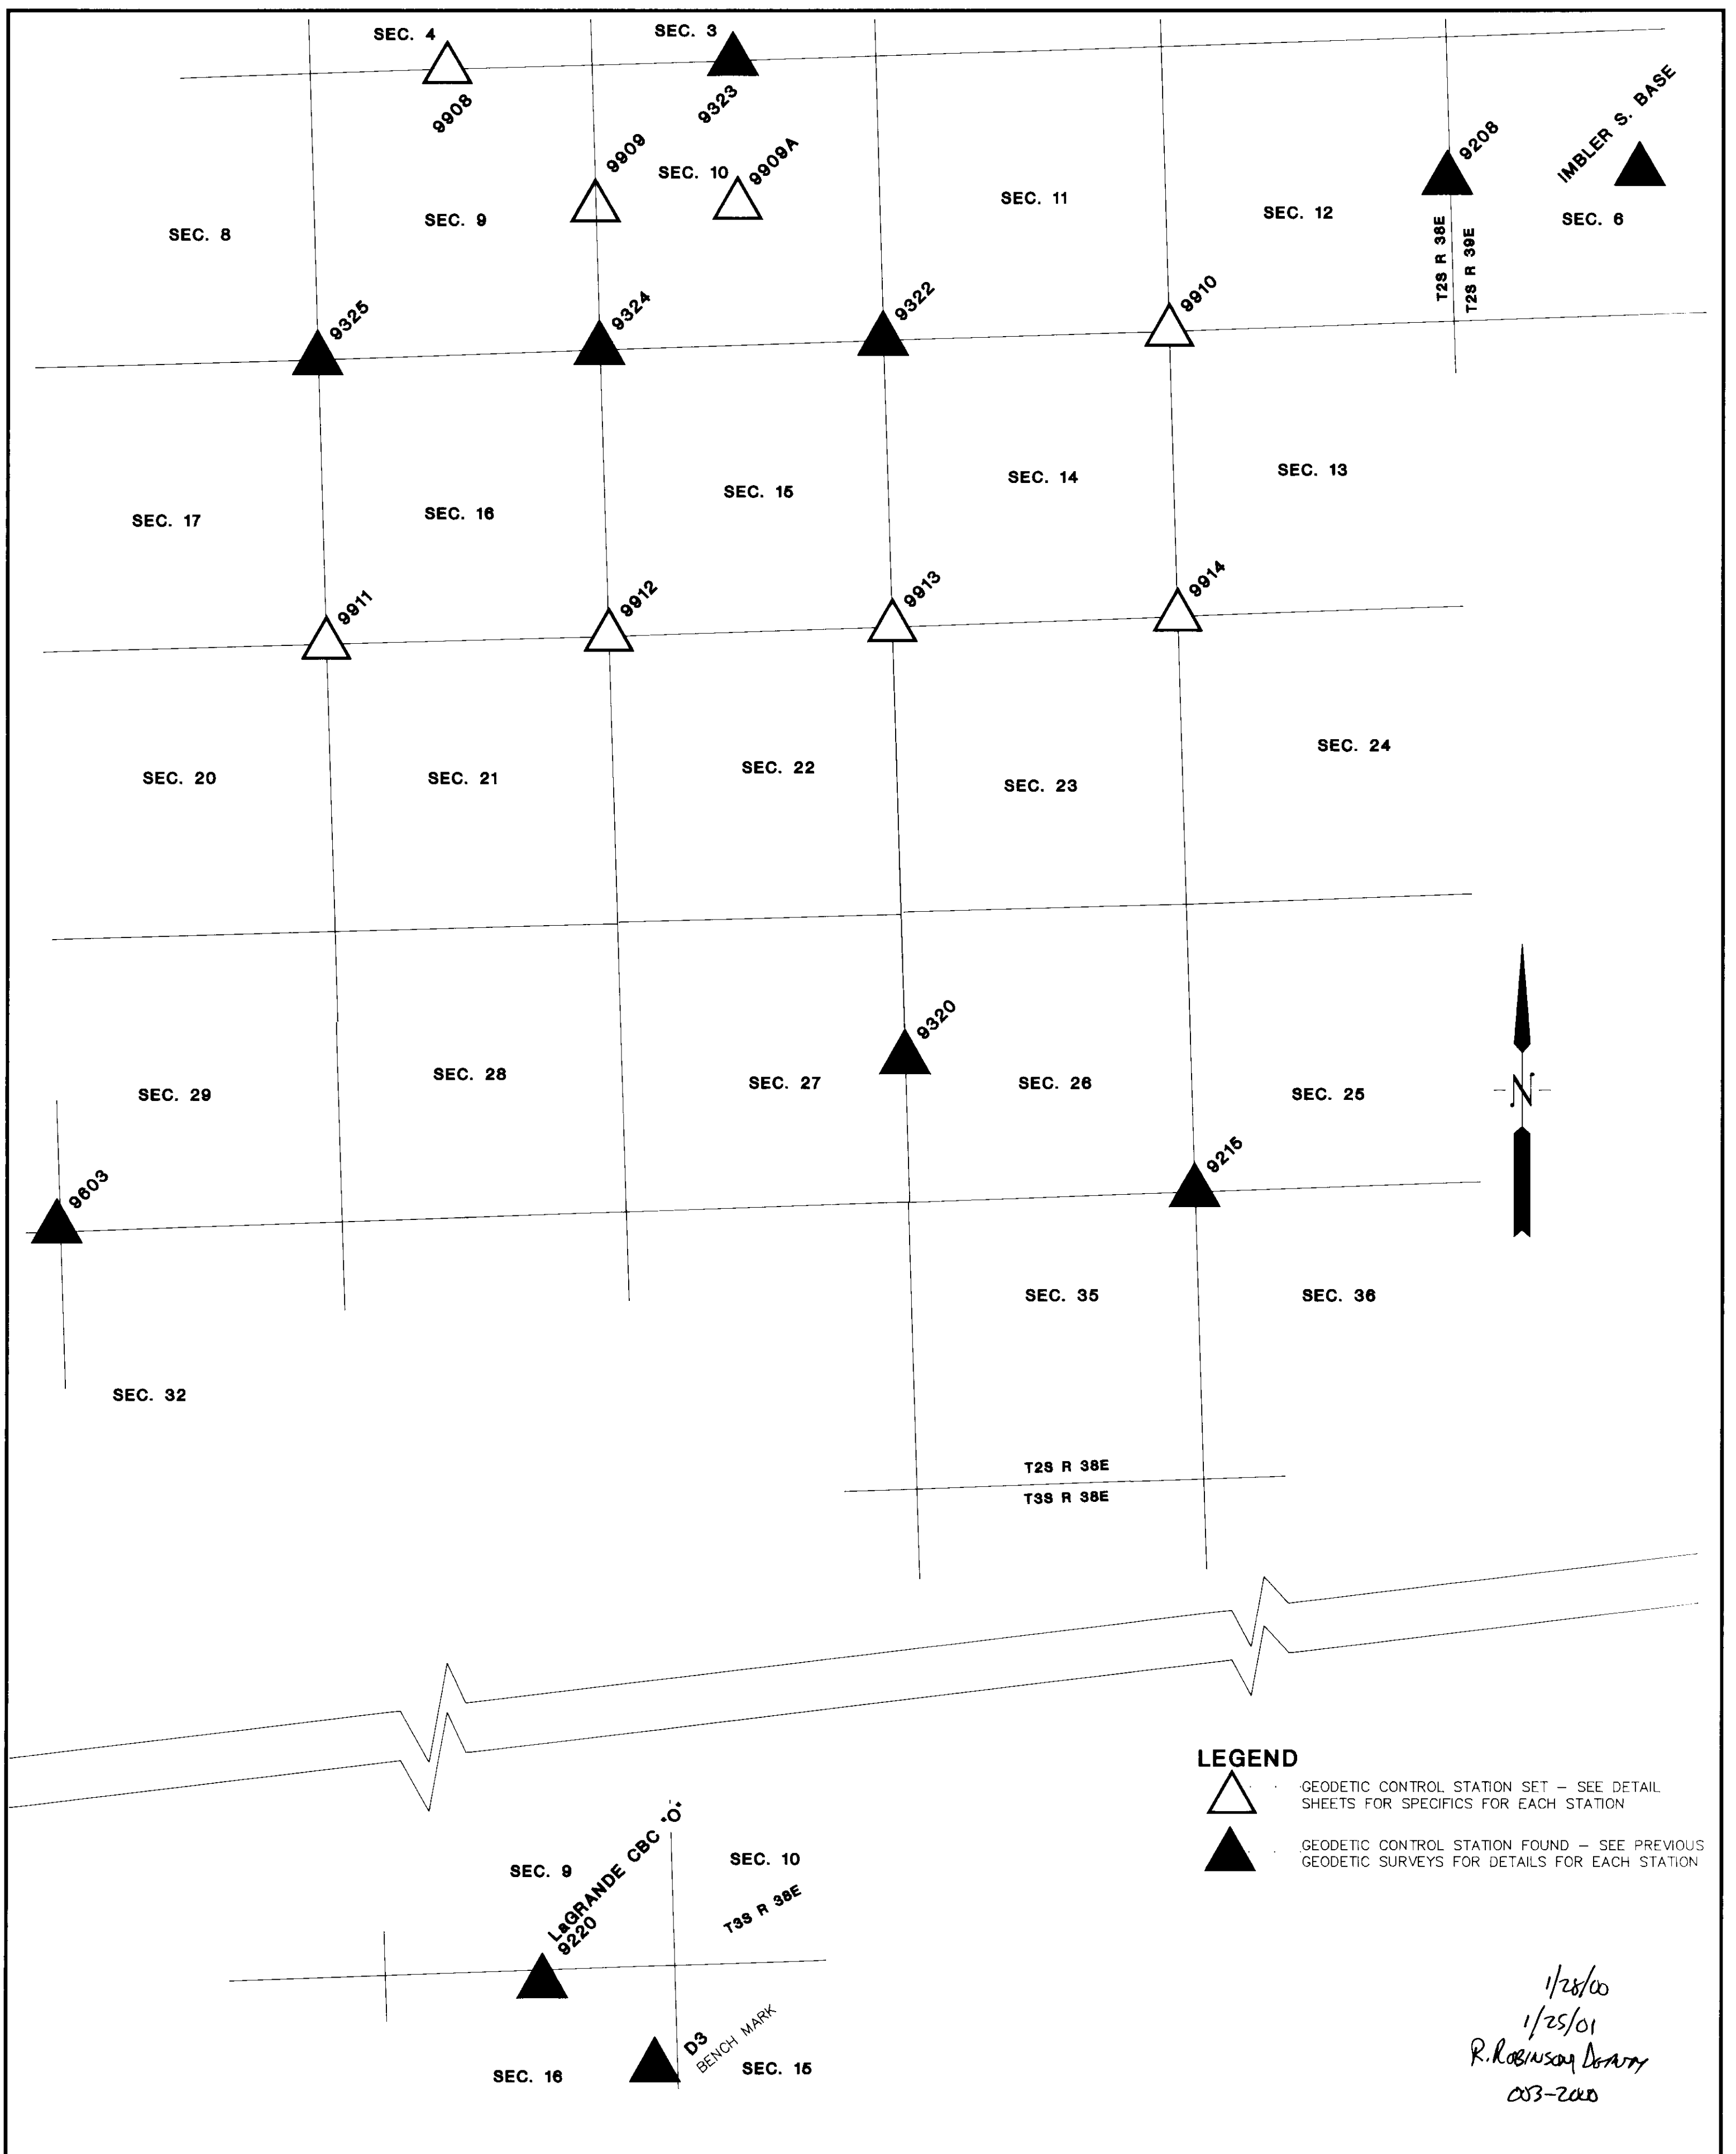 SEC. 4
SEC. 3
9908
9323
9909
SEC. 10
9909A
9208
IMBLER S. BASE
SEC. 8
SEC. 9
SEC. 11
SEC. 12
T2S R 38E
T2S R 39E
SEC. 6
9325
9324
9322
9910
SEC. 17
SEC. 16
SEC. 15
SEC. 14
SEC. 13
9911
9912
9913
9914
SEC. 20
SEC. 21
SEC. 22
SEC. 23
SEC. 24
9320
SEC. 29
SEC. 28
SEC. 27
SEC. 26
SEC. 25
N
9603
9215
SEC. 35
SEC. 36
SEC. 32
T2S R 38E
T3S R 38E
LEGEND
GEODETIC CONTROL STATION SET – SEE DETAIL
SHEETS FOR SPECIFICS FOR EACH STATION
GEODETIC CONTROL STATION FOUND – SEE PREVIOUS
GEODETIC SURVEYS FOR DETAILS FOR EACH STATION
SEC. 9
LaGRANDE CBC "O"
9220
SEC. 10
T3S R 38E
D3
BENCH MARK
SEC. 16
SEC. 15
1/28/00
1/25/01
R. ROBINSON
003-2000